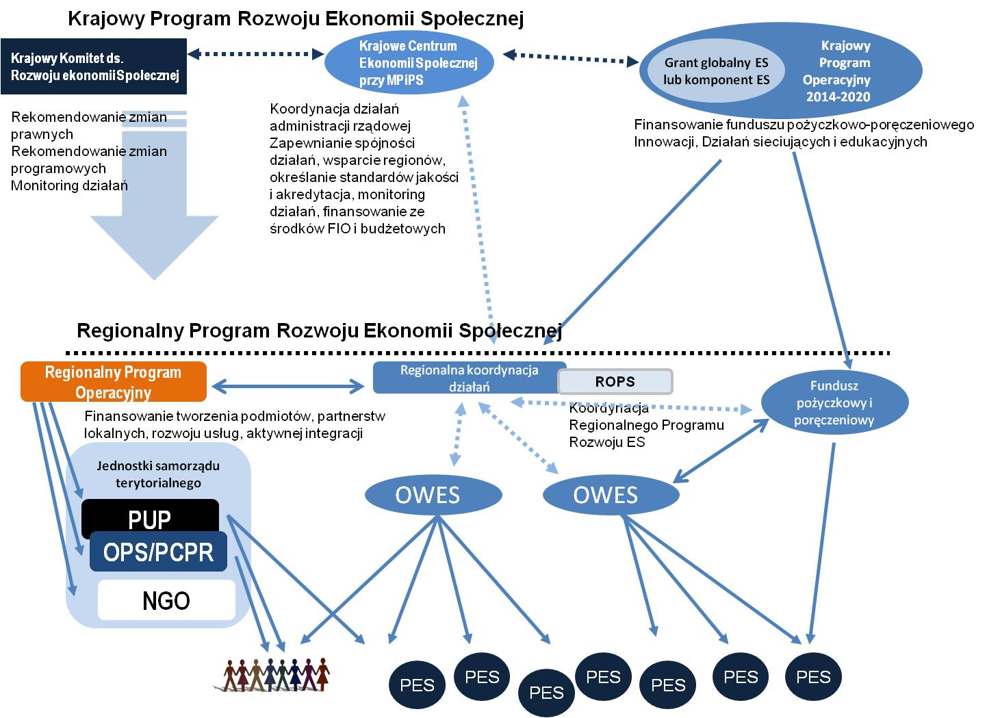 Krajowy Program Rozwoju Ekonomii Społecznej
Krajowy Komitet ds.
Rozwoju ekonomii Społecznej
Krajowe Centrum
Ekonomii Społecznej
przy MPiPS
Grant globalny ES
lub komponent ES
Krajowy
Program
Operacyjny
2014-2020
Rekomendowanie zmian
prawnych
Rekomendowanie zmian
programowych
Monitoring działań
Koordynacja działań
administracji rządowej
Zapewnianie spójności
działań, wsparcie regionów,
określanie standardów jakości
i akredytacja, monitoring
działań, finansowanie ze
środków FIO i budżetowych
Finansowanie funduszu pożyczkowo-poręczeniowego
Innowacji, Działań sieciujących i edukacyjnych
Regionalny Program Rozwoju Ekonomii Społecznej
Regionalny Program
Operacyjny
Regionalna koordynacja
działań
ROPS
Fundusz
pożyczkowy i
poręczeniowy
Finansowanie tworzenia podmiotów, partnerstw
lokalnych, rozwoju usług, aktywnej integracji
Koordynacja
Regionalnego Programu
Rozwoju ES
Jednostki samorządu
terytorialnego
PUP
OPS/PCPR
NGO
OWES
OWES
PES
PES
PES
PES
PES
PES
PES